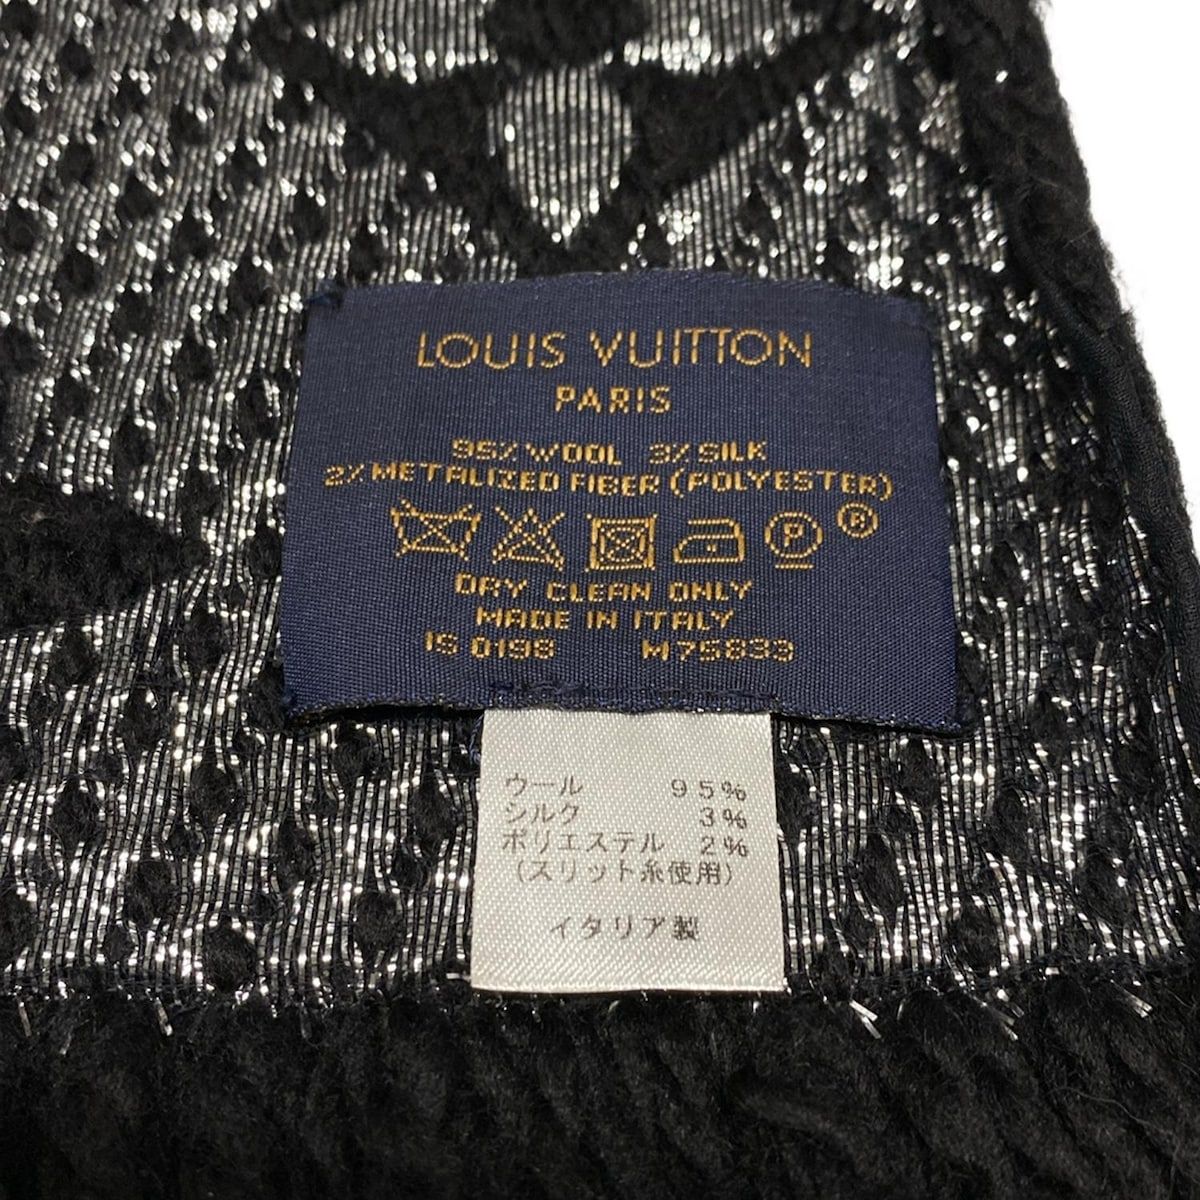 LOUIS VUITTON
PARIS
95% WOOL 3% SILK
2% METALIZED FIBER (POLYESTER)
P ®
DRY CLEAN ONLY
MADE IN ITALY
IS 0198 M75833
ウール 95%
シルク 3%
ポリエステル 2%
(スリット糸使用)
イタリア製